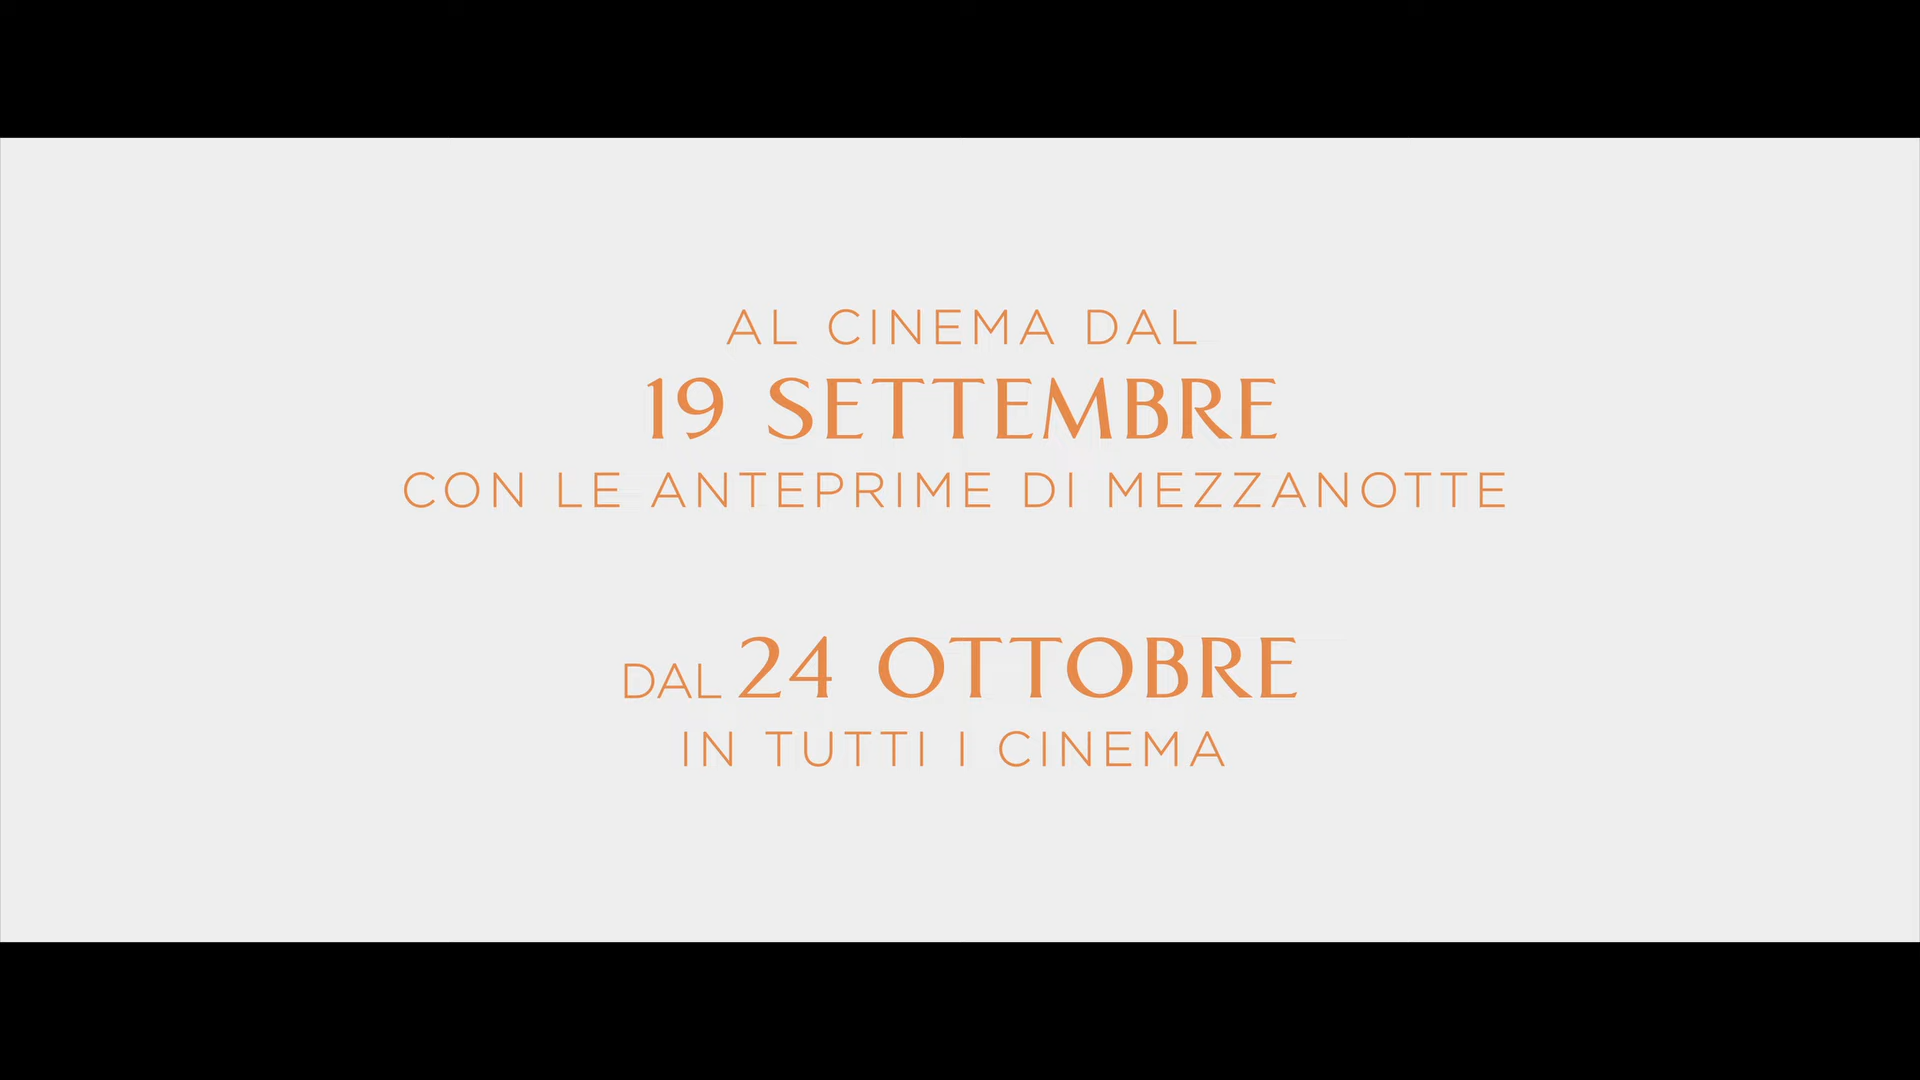 AL CINEMA DAL
19 SETTEMBRE
CON LE ANTEPRIME DI MEZZANOTTE
DAL 24 OTTOBRE
IN TUTTI I CINEMA